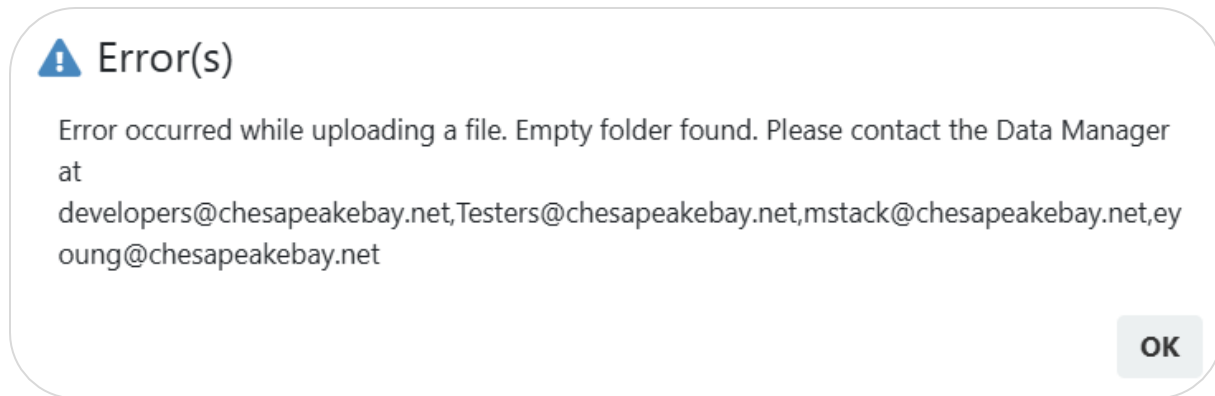 Error(s)
Error occurred while uploading a file. Empty folder found. Please contact the Data Manager
at
developers@chesapeakebay.net,Testers@chesapeakebay.net,mstack@chesapeakebay.net,ey
oung@chesapeakebay.net
OK